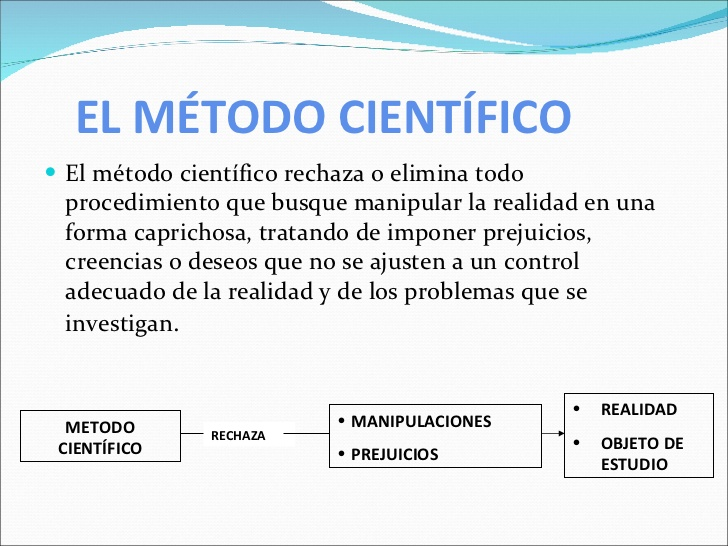 EL MÉTODO CIENTÍFICO
• El método científico rechaza o elimina todo
procedimiento que busque manipular la realidad en una
forma caprichosa, tratando de imponer prejuicios,
creencias o deseos que no se ajusten a un control
adecuado de la realidad y de los problemas que se
investigan.
METODO
CIENTÍFICO
RECHAZA
• MANIPULACIONES
• PREJUICIOS
• REALIDAD
• OBJETO DE
ESTUDIO